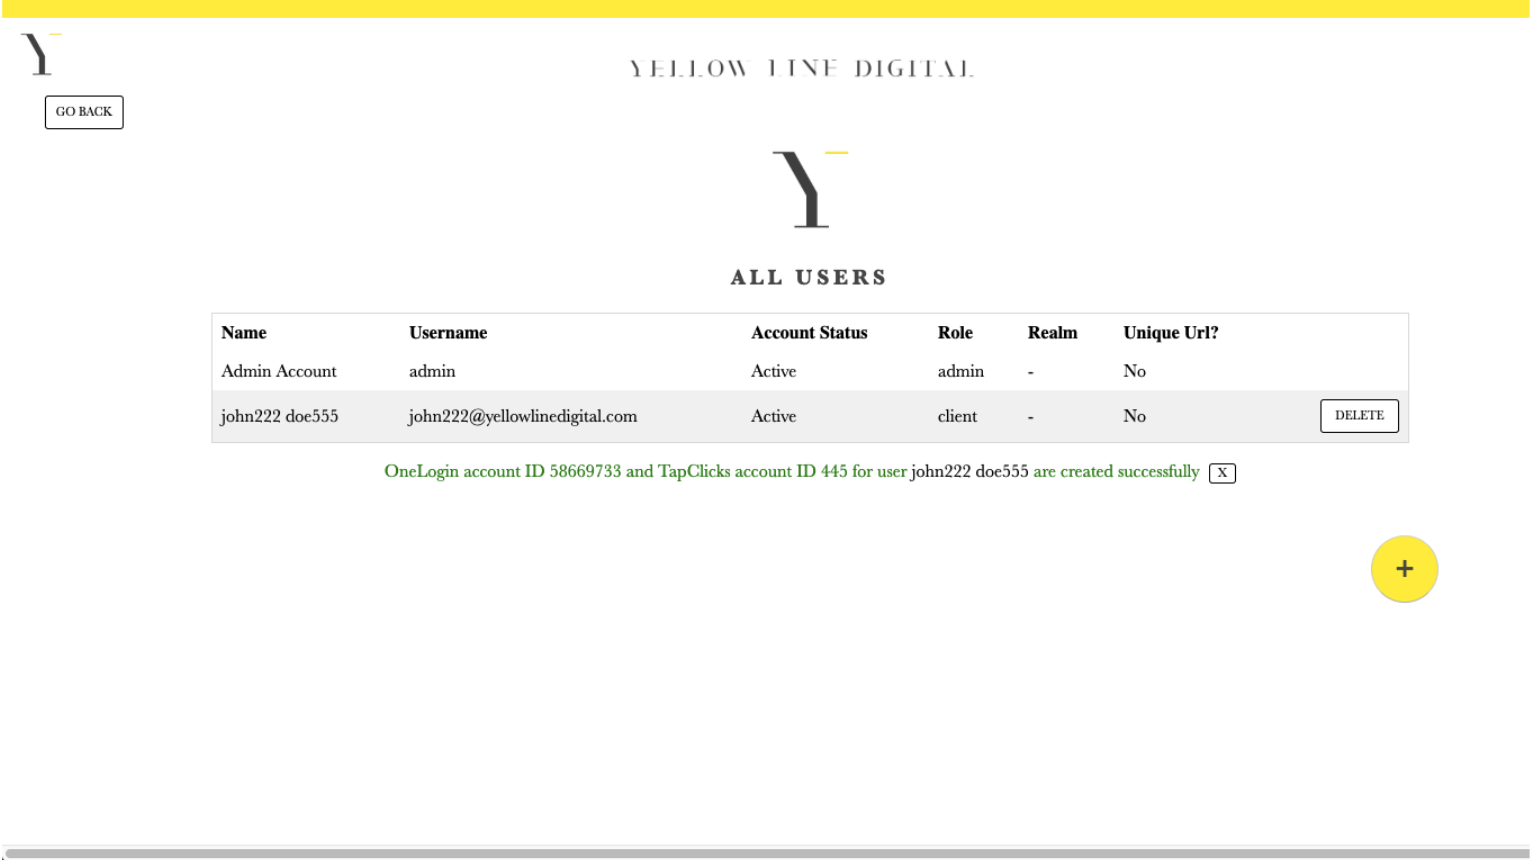 Y
YELLOW LINE DIGITAL
GO BACK
Y
ALL USERS
Name Username Account Status Role Realm Unique Url?
Admin Account admin Active admin - No
john222 doe555 john222@yellowlinedigital.com Active client - No DELETE
OneLogin account ID 58669733 and TapClicks account ID 445 for user john222 doe555 are created successfully X
+